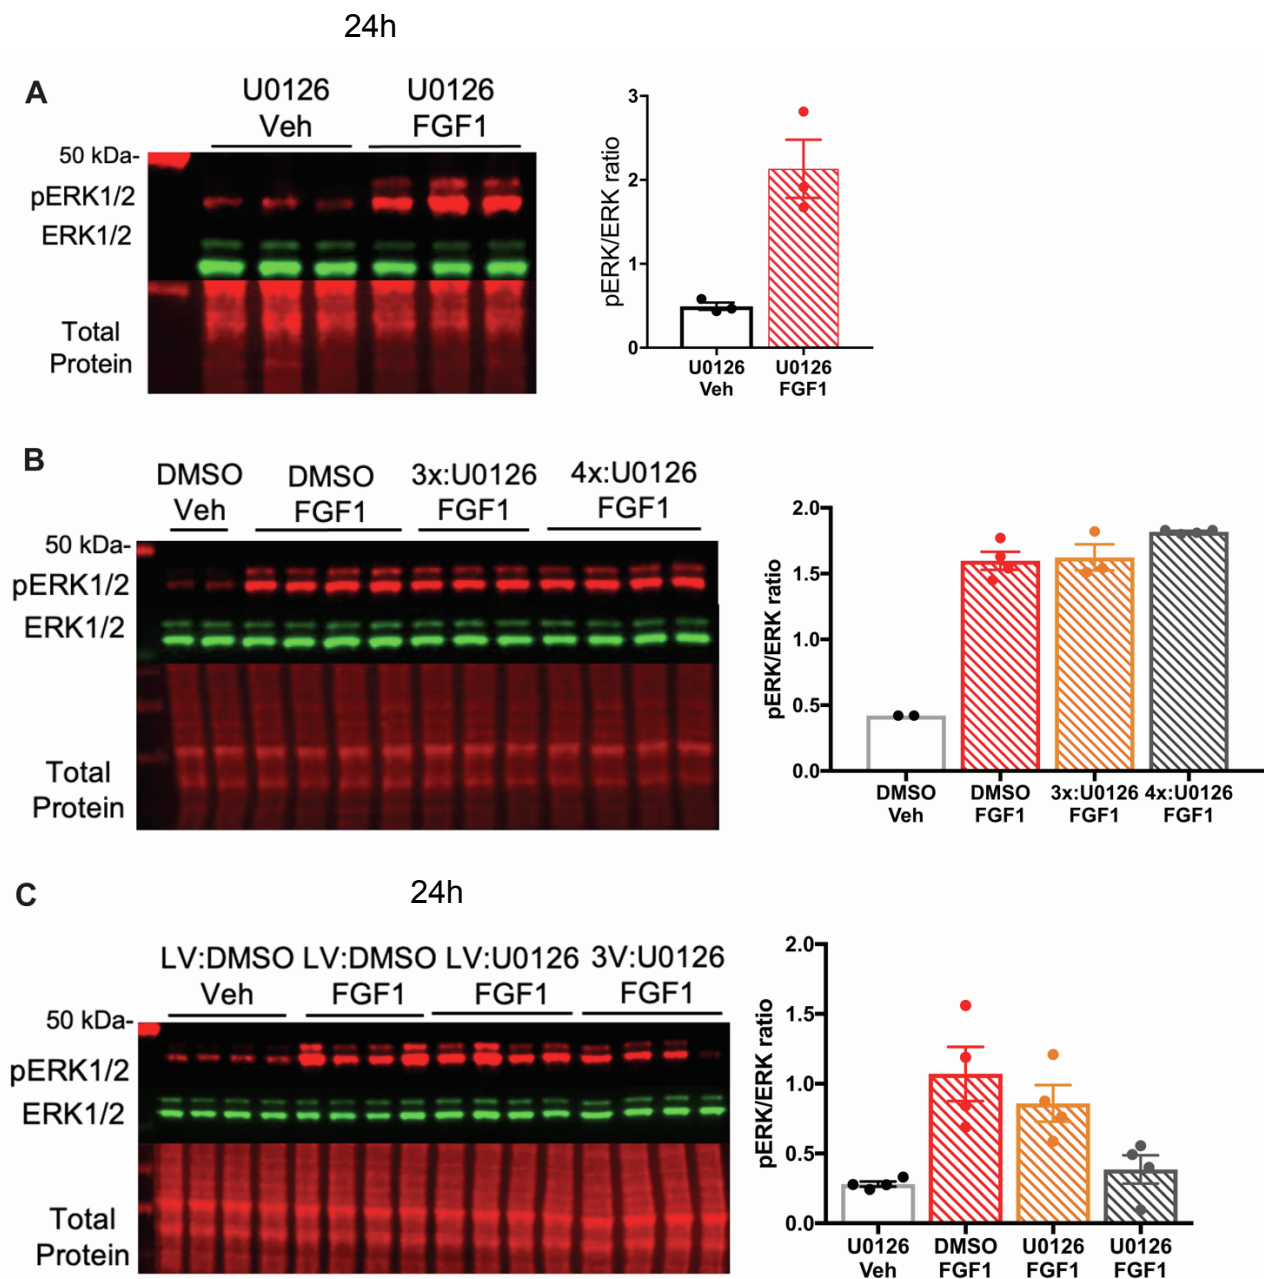 24h
A
U0126 U0126
Veh FGF1
50 kDa-
pERK1/2
ERK1/2
Total
Protein
pERK/ERK ratio
3
2
1
0
U0126 U0126
Veh FGF1
B
DMSO DMSO 3x:U0126 4x:U0126
Veh FGF1 FGF1 FGF1
50 kDa-
pERK1/2
ERK1/2
Total
Protein
pERK/ERK ratio
2.0
1.5
1.0
0.5
0.0
DMSO DMSO 3x:U0126 4x:U0126
Veh FGF1 FGF1 FGF1
C
24h
LV:DMSO LV:DMSO LV:U0126 3V:U0126
Veh FGF1 FGF1 FGF1
50 kDa-
pERK1/2
ERK1/2
Total
Protein
pERK/ERK ratio
2.0
1.5
1.0
0.5
0.0
U0126 DMSO U0126 U0126
Veh FGF1 FGF1 FGF1